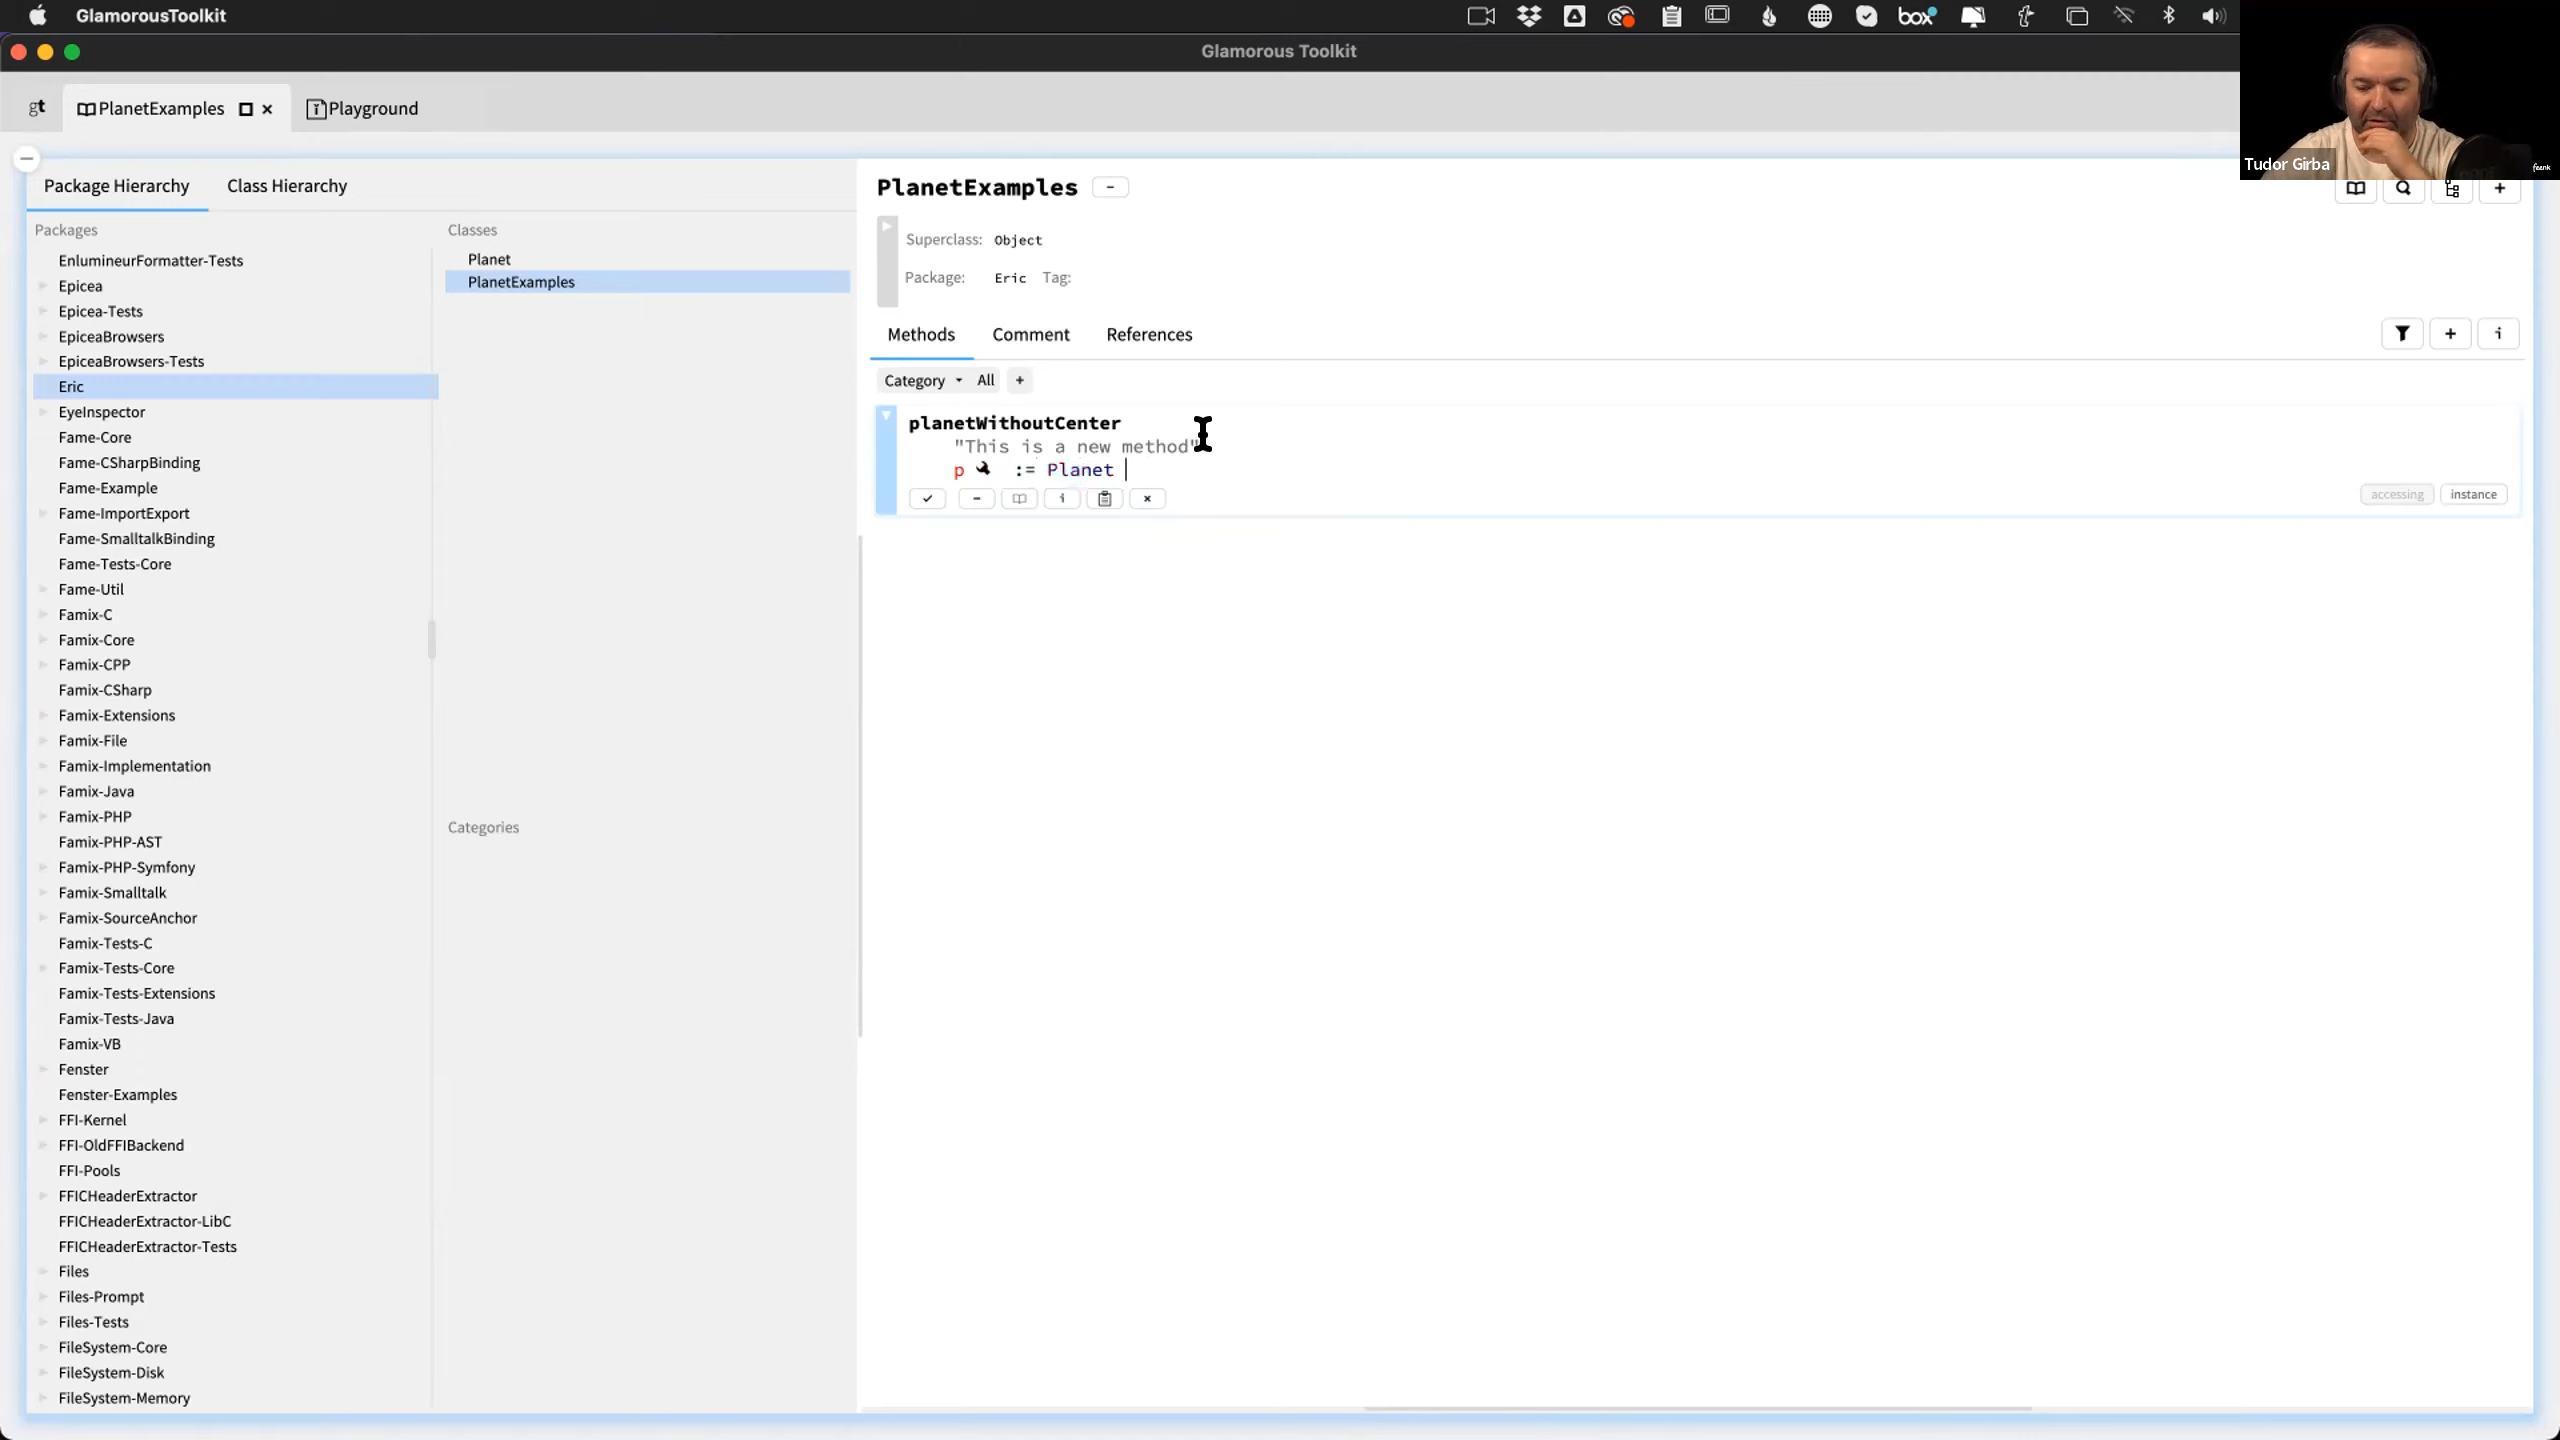 GlamorousToolkit
box
Glamorous Toolkit
Tudor Girba
feenk
gt
PlanetExamples
Playground
Package Hierarchy
Class Hierarchy
Packages
EnlumineurFormatter-Tests
Epicea
Epicea-Tests
EpiceaBrowsers
EpiceaBrowsers-Tests
Eric
EyeInspector
Fame-Core
Fame-CSharpBinding
Fame-Example
Fame-ImportExport
Fame-SmalltalkBinding
Fame-Tests-Core
Fame-Util
Famix-C
Famix-Core
Famix-CPP
Famix-CSharp
Famix-Extensions
Famix-File
Famix-Implementation
Famix-Java
Famix-PHP
Famix-PHP-AST
Famix-PHP-Symfony
Famix-Smalltalk
Famix-SourceAnchor
Famix-Tests-C
Famix-Tests-Core
Famix-Tests-Extensions
Famix-Tests-Java
Famix-VB
Fenster
Fenster-Examples
FFI-Kernel
FFI-OldFFIBackend
FFI-Pools
FFICHeaderExtractor
FFICHeaderExtractor-LibC
FFICHeaderExtractor-Tests
Files
Files-Prompt
Files-Tests
FileSystem-Core
FileSystem-Disk
FileSystem-Memory
Classes
Planet
PlanetExamples
Categories
PlanetExamples
Superclass: Object
Package: Eric Tag:
Methods
Comment
References
i
Category
All
+
planetWithoutCenter
"This is a new method"
p := Planet
i
accessing
instance